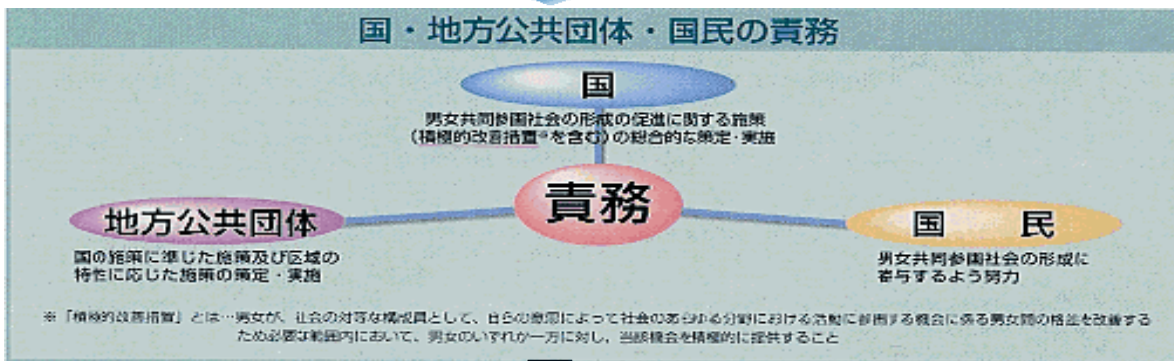 国・地方公共団体・国民の責務
国
男女共同参画社会の形成の促進に関する施策
(積極的改善措置※を含む)の総合的な策定・実施
責務
地方公共団体
国の施策に準じた施策及び区域の
特性に応じた施策の策定・実施
国 民
男女共同参画社会の形成に
寄与するよう努力
※「積極的改善措置」とは…男女が、社会の対等な構成員として、自らの意思によって社会のあらゆる分野における活動に参画する機会に係る男女間の格差を改善する
ため必要な範囲内において、男女のいずれか一方に対し、当該機会を積極的に提供すること